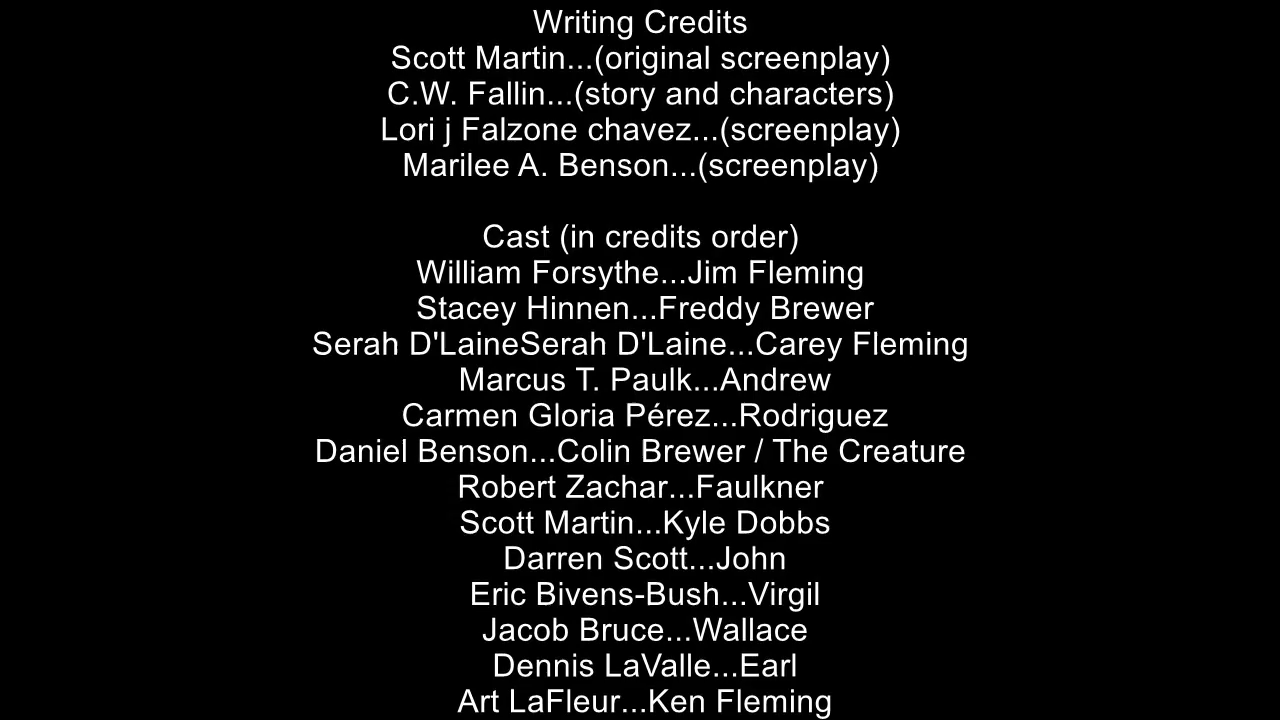 Writing Credits
Scott Martin...(original screenplay)
C.W. Fallin...(story and characters)
Lori j Falzone chavez...(screenplay)
Marilee A. Benson...(screenplay)
Cast (in credits order)
William Forsythe...Jim Fleming
Stacey Hinnen...Freddy Brewer
Serah D'LaineSerah D'Laine...Carey Fleming
Marcus T. Paulk...Andrew
Carmen Gloria Pérez...Rodriguez
Daniel Benson...Colin Brewer / The Creature
Robert Zachar...Faulkner
Scott Martin...Kyle Dobbs
Darren Scott...John
Eric Bivens-Bush...Virgil
Jacob Bruce...Wallace
Dennis LaValle...Earl
Art LaFleur...Ken Fleming